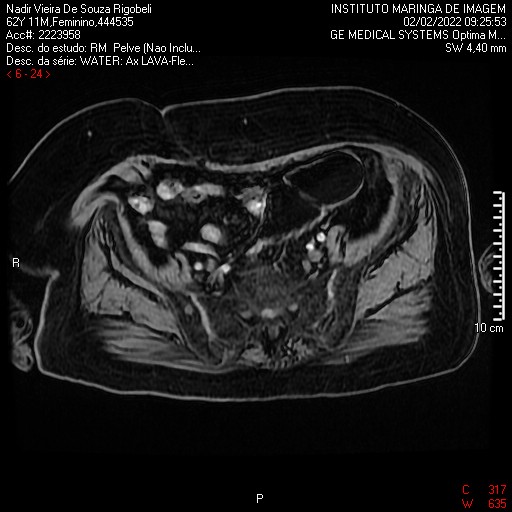 Nadir Vieira De Souza Rigobeli
62Y 11M,Feminino,444535
Acc#: 2223958
Desc. do estudo: RM Pelve (Nao Inclu...
Desc. da série: WATER: Ax LAVA-Fle...
< 6 - 24 >
INSTITUTO MARINGA DE IMAGEM
02/02/2022 09:25:53
GE MEDICAL SYSTEMS Optima M...
SW 4,40 mm
R
10 cm
P
C 317
W 635